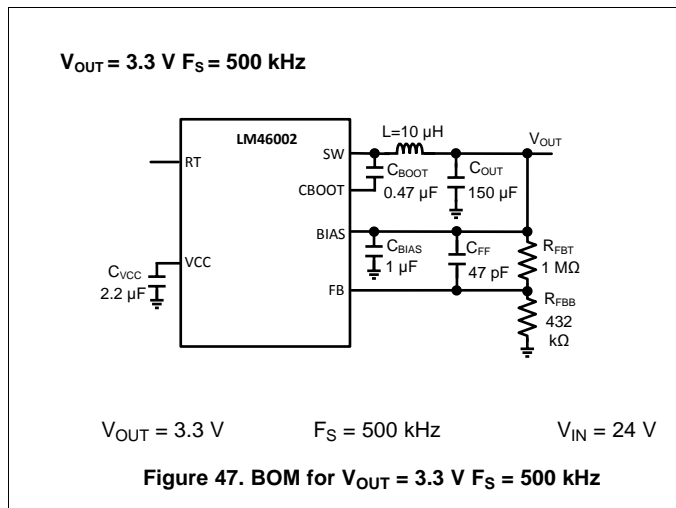 VOUT = 3.3 V FS = 500 kHz
LM46002
L=10 µH
VOUT
RT
SW
CBOOT
0.47 µF
COUT
150 µF
CBOOT
BIAS
CBIAS
1 µF
CFF
47 pF
RFBT
1 MΩ
CVCC
2.2 µF
VCC
FB
RFBB
432
kΩ
VOUT = 3.3 V FS = 500 kHz VIN = 24 V
Figure 47. BOM for VOUT = 3.3 V FS = 500 kHz